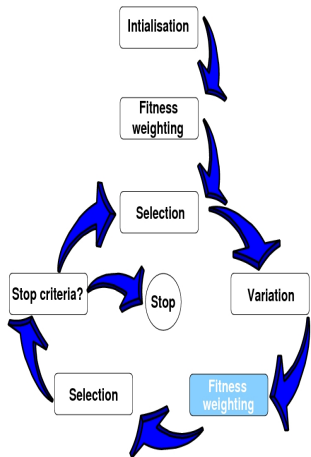 Intialisation
Fitness
weighting
Selection
Variation
Fitness
weighting
Selection
Stop criteria?
Stop